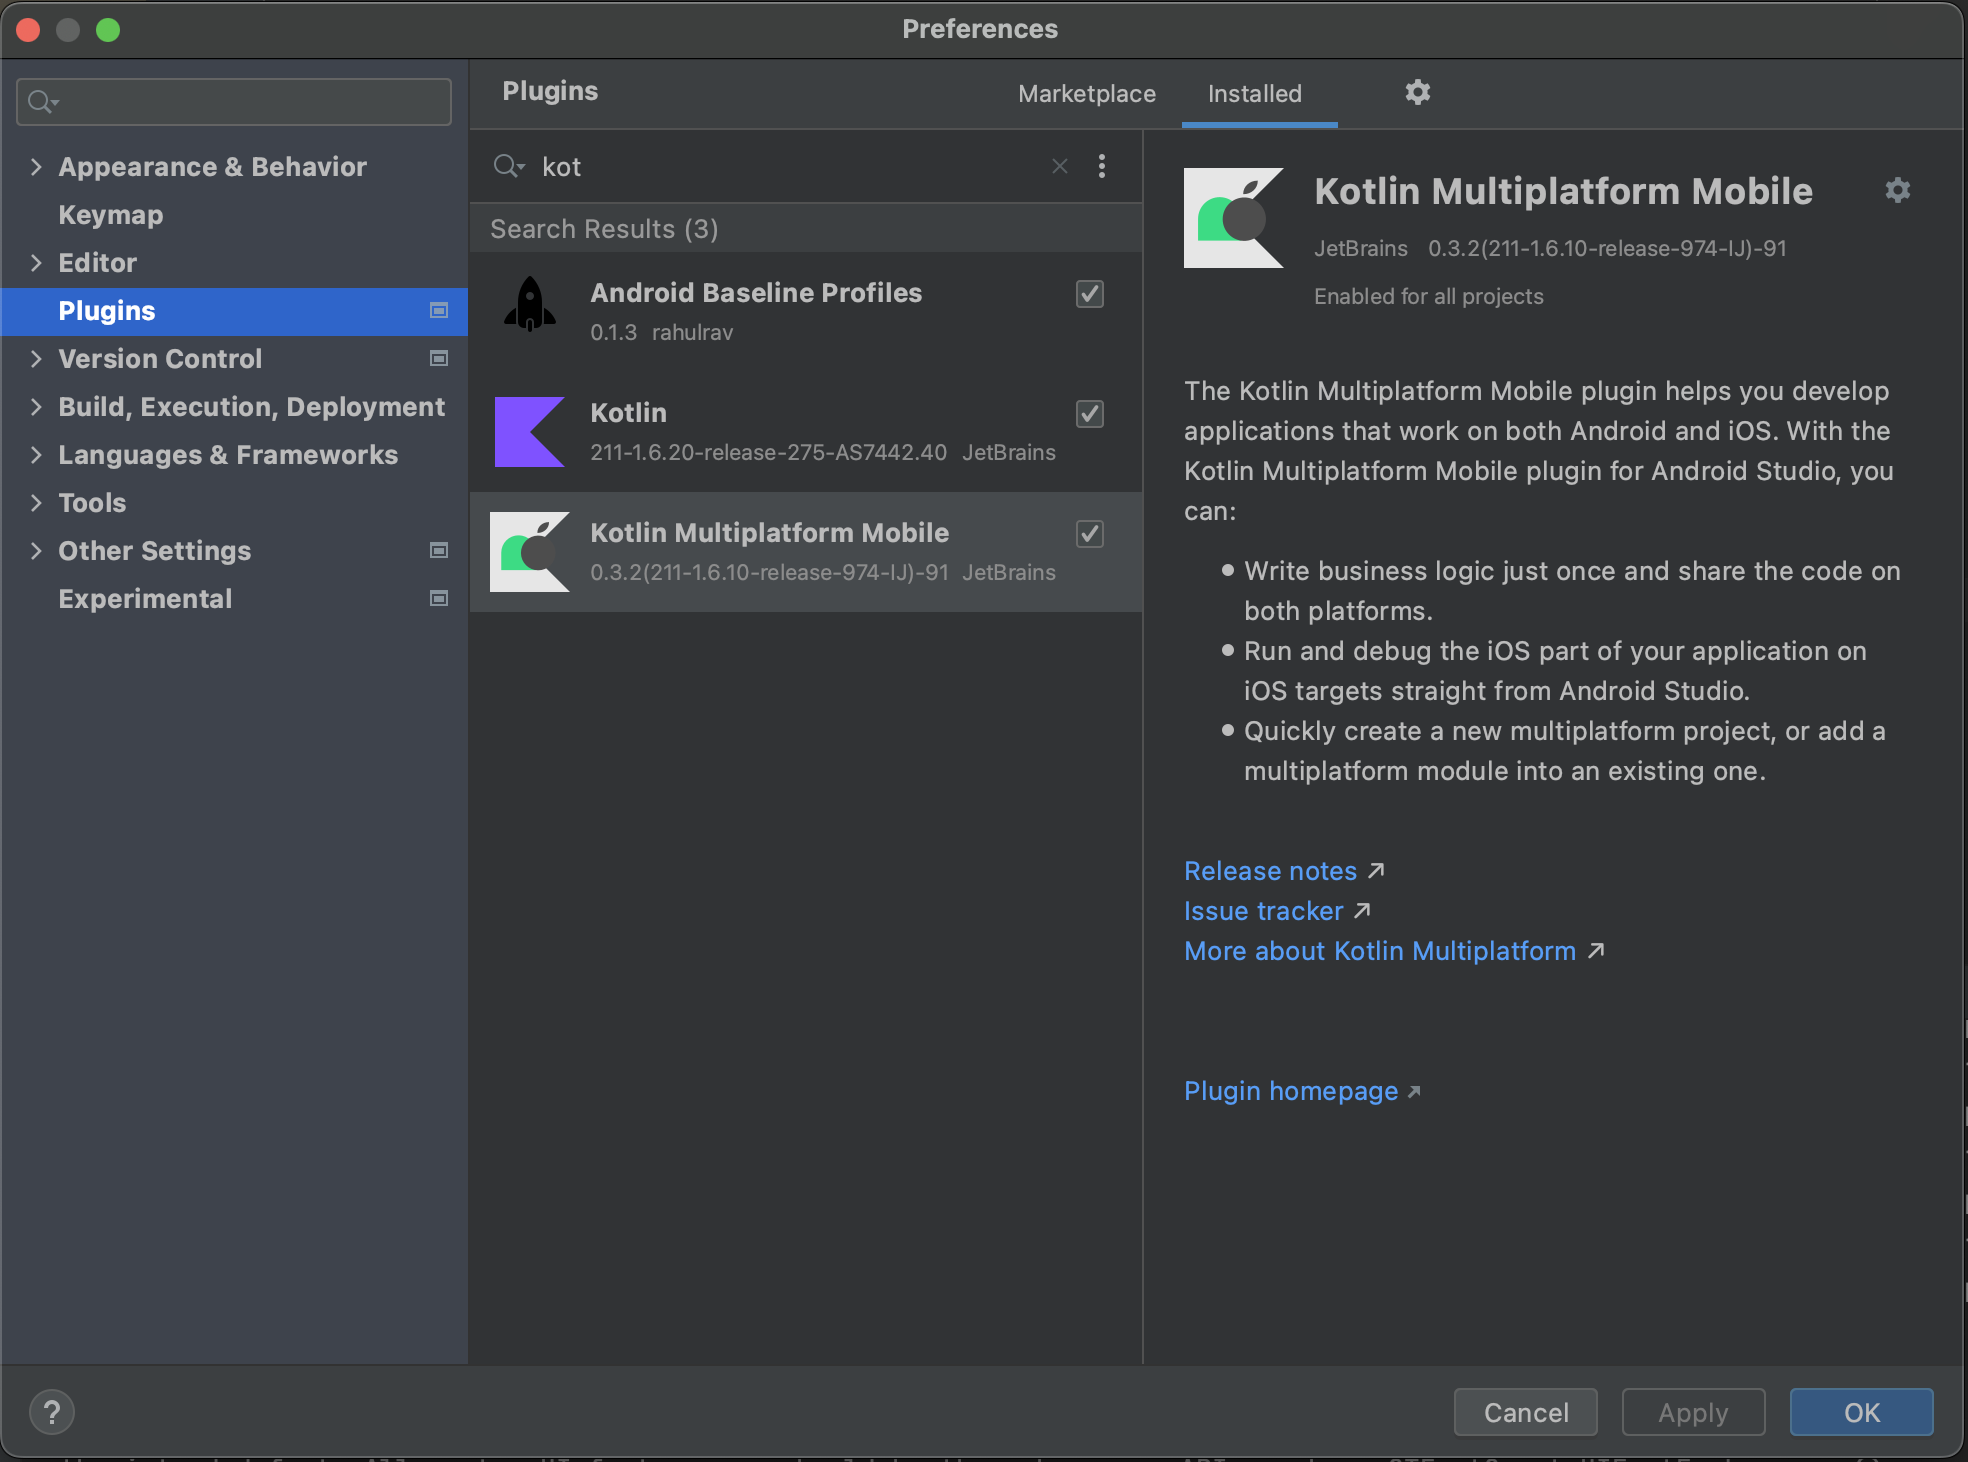 Preferences
Plugins
Marketplace
Installed
Appearance & Behavior
Keymap
Editor
Plugins
Version Control
Build, Execution, Deployment
Languages & Frameworks
Tools
Other Settings
Experimental
kot
Search Results (3)
Android Baseline Profiles
0.1.3 rahulrav
Kotlin
211-1.6.20-release-275-AS7442.40 JetBrains
Kotlin Multiplatform Mobile
0.3.2(211-1.6.10-release-974-IJ)-91 JetBrains
Kotlin Multiplatform Mobile
JetBrains 0.3.2(211-1.6.10-release-974-IJ)-91
Enabled for all projects
The Kotlin Multiplatform Mobile plugin helps you develop
applications that work on both Android and iOS. With the
Kotlin Multiplatform Mobile plugin for Android Studio, you
can:
• Write business logic just once and share the code on
both platforms.
• Run and debug the iOS part of your application on
iOS targets straight from Android Studio.
• Quickly create a new multiplatform project, or add a
multiplatform module into an existing one.
Release notes ↗
Issue tracker ↗
More about Kotlin Multiplatform ↗
Plugin homepage ↗
?
Cancel
Apply
OK